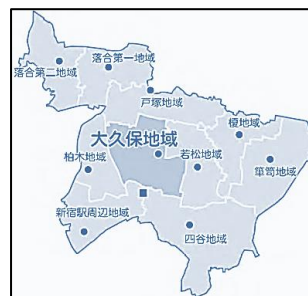 落合第一地域
落合第二地域
戸塚地域
榎地域
大久保地域
柏木地域
若松地域
箪笥地域
新宿駅周辺地域
四谷地域